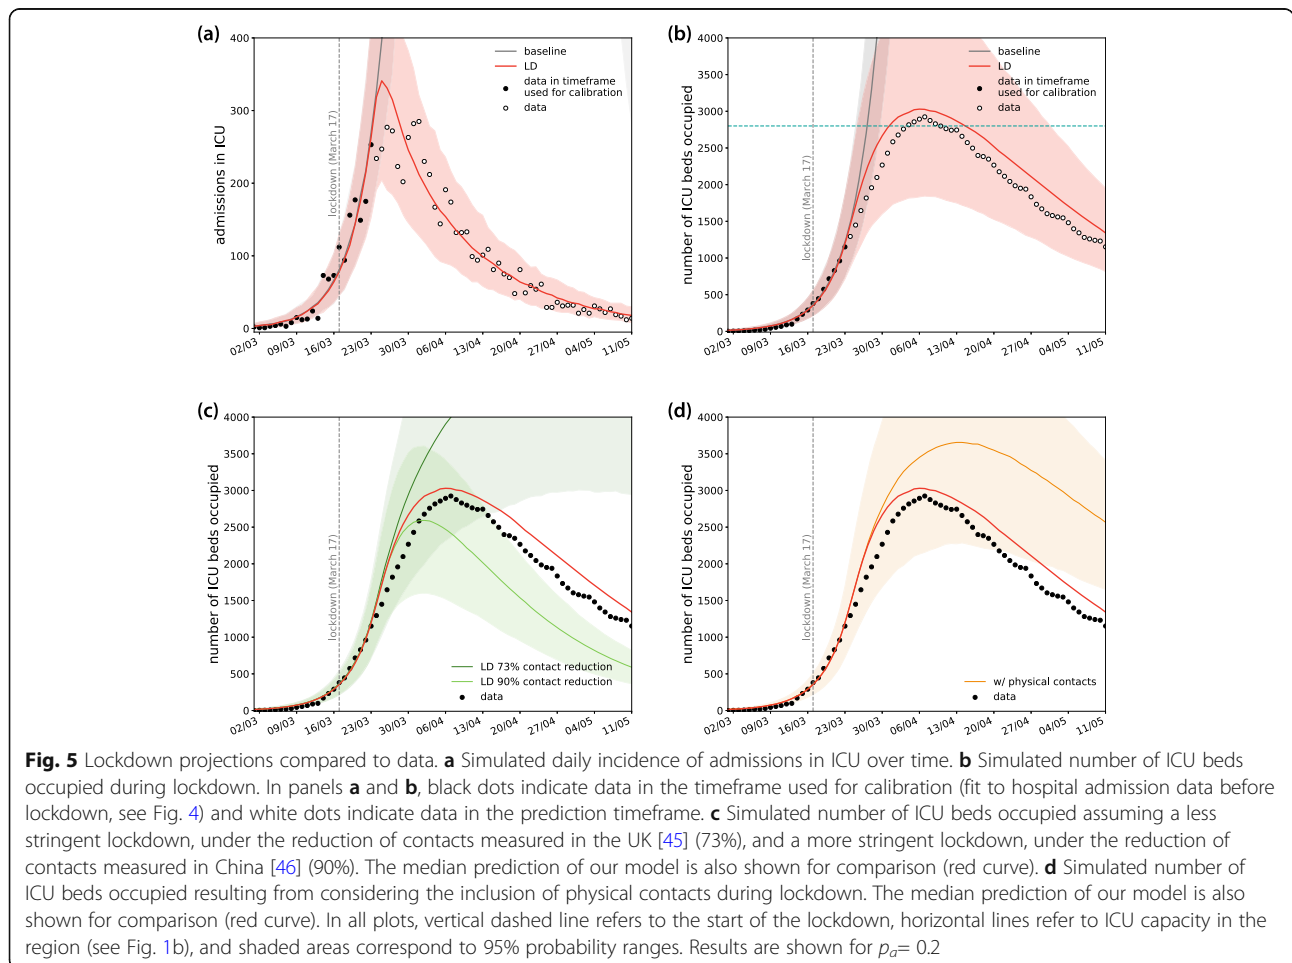 (a)
400
300
200
100
0
admissions in ICU
lockdown (March 17)
baseline
LD
data in timeframe
used for calibration
data
02/03
09/03
16/03
23/03
30/03
06/04
13/04
20/04
27/04
04/05
11/05
(b)
4000
3500
3000
2500
2000
1500
1000
500
0
number of ICU beds occupied
lockdown (March 17)
baseline
LD
data in timeframe
used for calibration
data
02/03
09/03
16/03
23/03
30/03
06/04
13/04
20/04
27/04
04/05
11/05
(c)
4000
3500
3000
2500
2000
1500
1000
500
0
number of ICU beds occupied
lockdown (March 17)
LD 73% contact reduction
LD 90% contact reduction
data
02/03
09/03
16/03
23/03
30/03
06/04
13/04
20/04
27/04
04/05
11/05
(d)
4000
3500
3000
2500
2000
1500
1000
500
0
number of ICU beds occupied
lockdown (March 17)
w/ physical contacts
data
02/03
09/03
16/03
23/03
30/03
06/04
13/04
20/04
27/04
04/05
11/05
Fig. 5 Lockdown projections compared to data. a Simulated daily incidence of admissions in ICU over time. b Simulated number of ICU beds
occupied during lockdown. In panels a and b, black dots indicate data in the timeframe used for calibration (fit to hospital admission data before
lockdown, see Fig. 4) and white dots indicate data in the prediction timeframe. c Simulated number of ICU beds occupied assuming a less
stringent lockdown, under the reduction of contacts measured in the UK [45] (73%), and a more stringent lockdown, under the reduction of
contacts measured in China [46] (90%). The median prediction of our model is also shown for comparison (red curve). d Simulated number of
ICU beds occupied resulting from considering the inclusion of physical contacts during lockdown. The median prediction of our model is also
shown for comparison (red curve). In all plots, vertical dashed line refers to the start of the lockdown, horizontal lines refer to ICU capacity in the
region (see Fig. 1b), and shaded areas correspond to 95% probability ranges. Results are shown for pa= 0.2